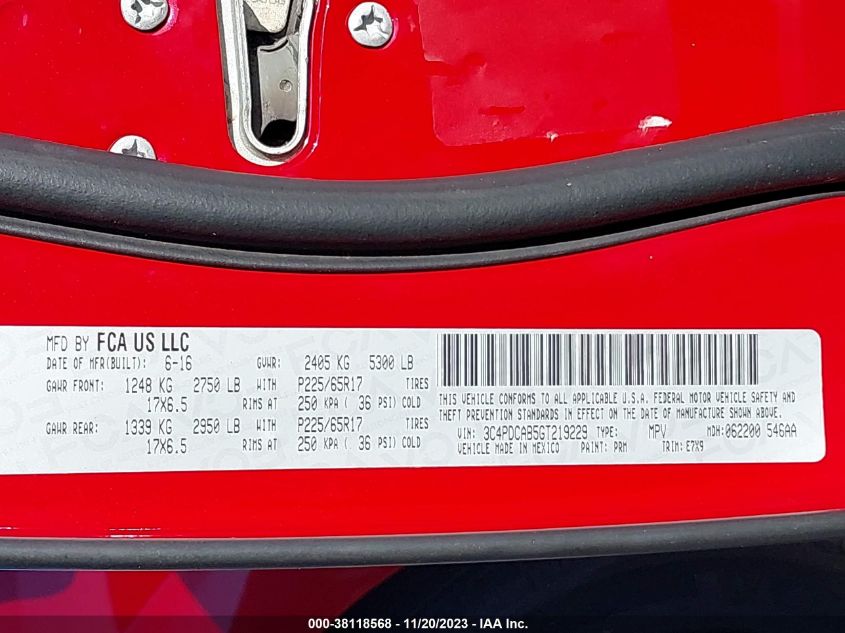 MFD BY FCA US LLC
DATE OF MFR(BUILT): 6-16 GVWR: 2405 KG 5300 LB
GAWR FRONT: 1248 KG 2750 LB WITH P225/65R17 TIRES
17X6.5 RIMS AT 250 KPA ( 36 PSI) COLD
GAWR REAR: 1339 KG 2950 LB WITH P225/65R17 TIRES
17X6.5 RIMS AT 250 KPA ( 36 PSI) COLD
THIS VEHICLE CONFORMS TO ALL APPLICABLE U.S.A. FEDERAL MOTOR VEHICLE SAFETY AND
THEFT PREVENTION STANDARDS IN EFFECT ON THE DATE OF MANUFACTURE SHOWN ABOVE.
VIN: 3C4PDCAB5GT219229 TYPE: MPV MDH: 062200 546AA
VEHICLE MADE IN MEXICO PAINT: PRM TRIM: E7X9
000-38118568 - 11/20/2023 - IAA Inc.